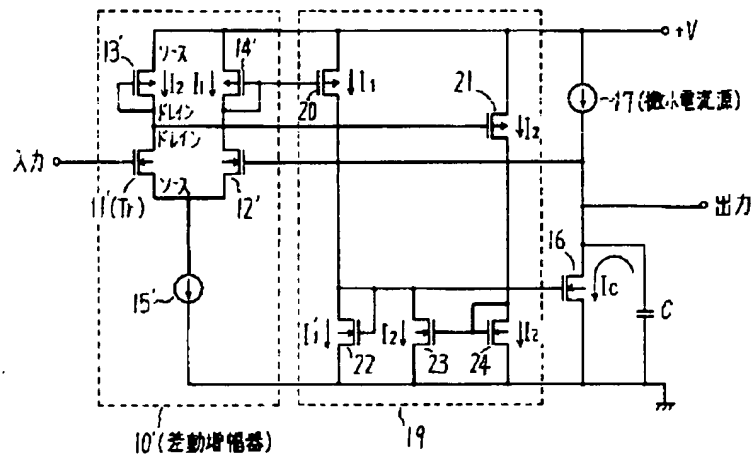 13'
ソース
14'
I₂
I₁
ドレイン
ドレイン
20
I₁
21
I₂
+V
17(微小電流源)
入力
11'(Tr)
ソース
12'
出力
16
Ic
C
15'
I₁'
22
I₂
23
24
I₂
10'(差動増幅器)
19